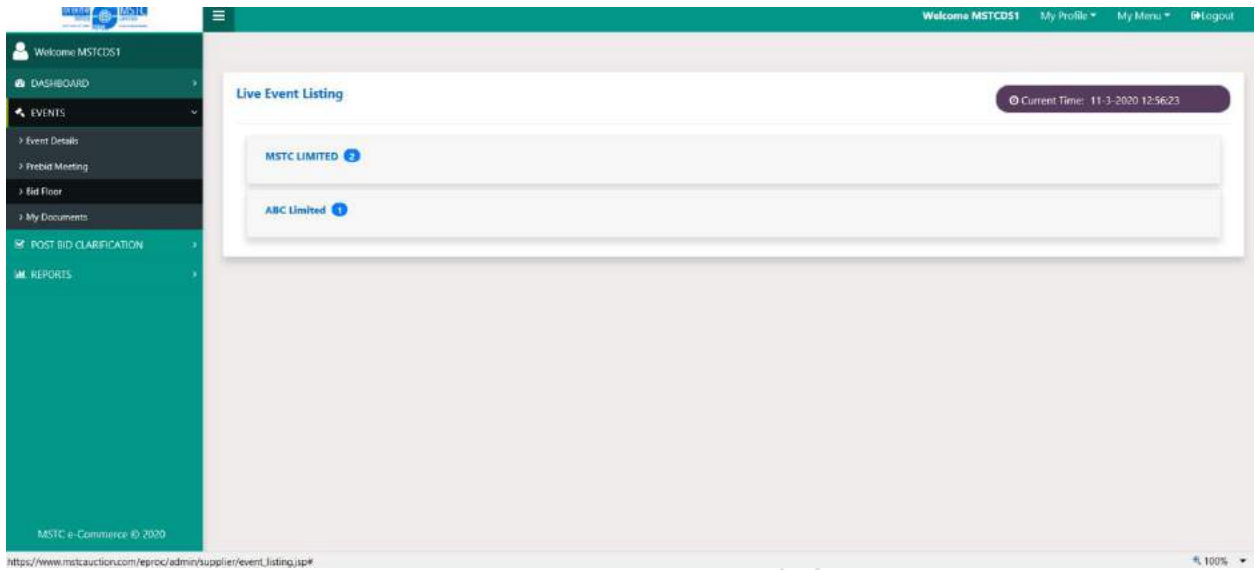 MSTC
Welcome MSTCDS1
My Profile
My Menu
Logout
Welcome MSTCDS1
DASHBOARD
EVENTS
Event Details
Prebid Meeting
Bid Floor
My Documents
POST BID CLARIFICATION
REPORTS
Live Event Listing
Current Time: 11-3-2020 12:56:23
MSTC LIMITED 2
ABC Limited 1
MSTC e-Commerce © 2020
https://www.mstcauction.com/eproc/admin/supplier/event_listing.jsp#
100%